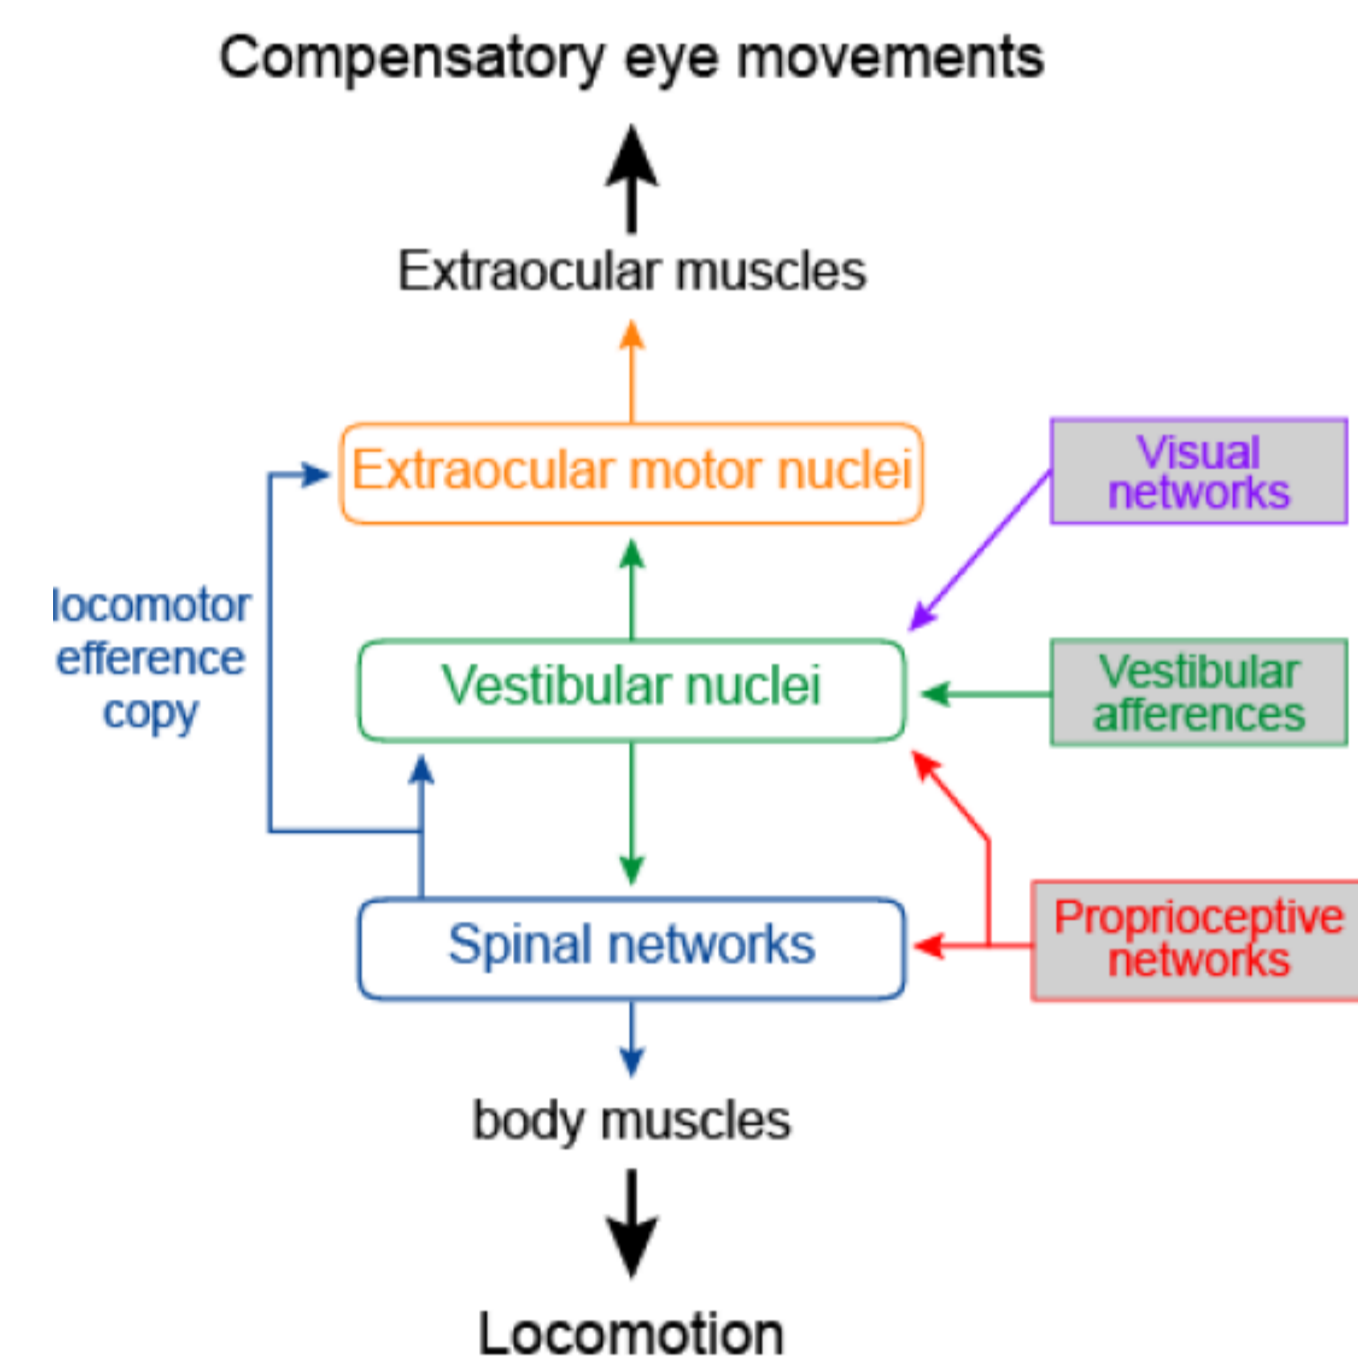 Compensatory eye movements
Extraocular muscles
Extraocular motor nuclei
Visual
networks
locomotor
efference
copy
Vestibular nuclei
Vestibular
afferences
Spinal networks
Proprioceptive
networks
body muscles
Locomotion